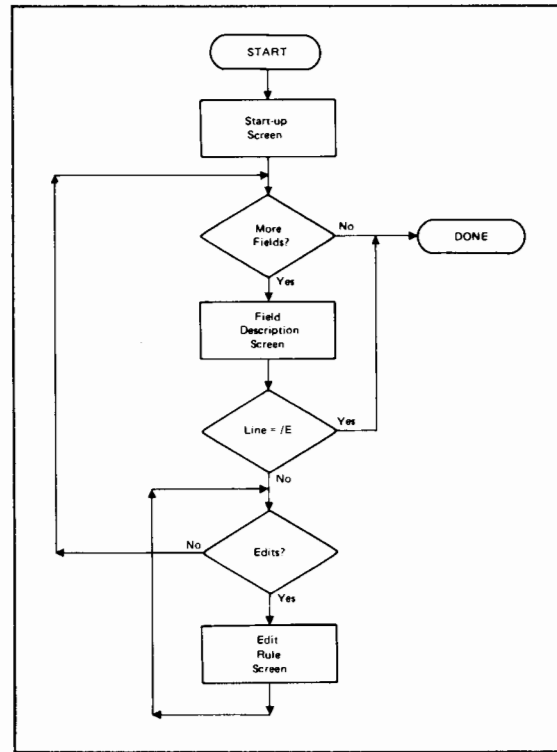 START
Start-up
Screen
More
Fields?
No
DONE
Yes
Field
Description
Screen
Line = /E
Yes
No
Edits?
No
Yes
Edit
Rule
Screen